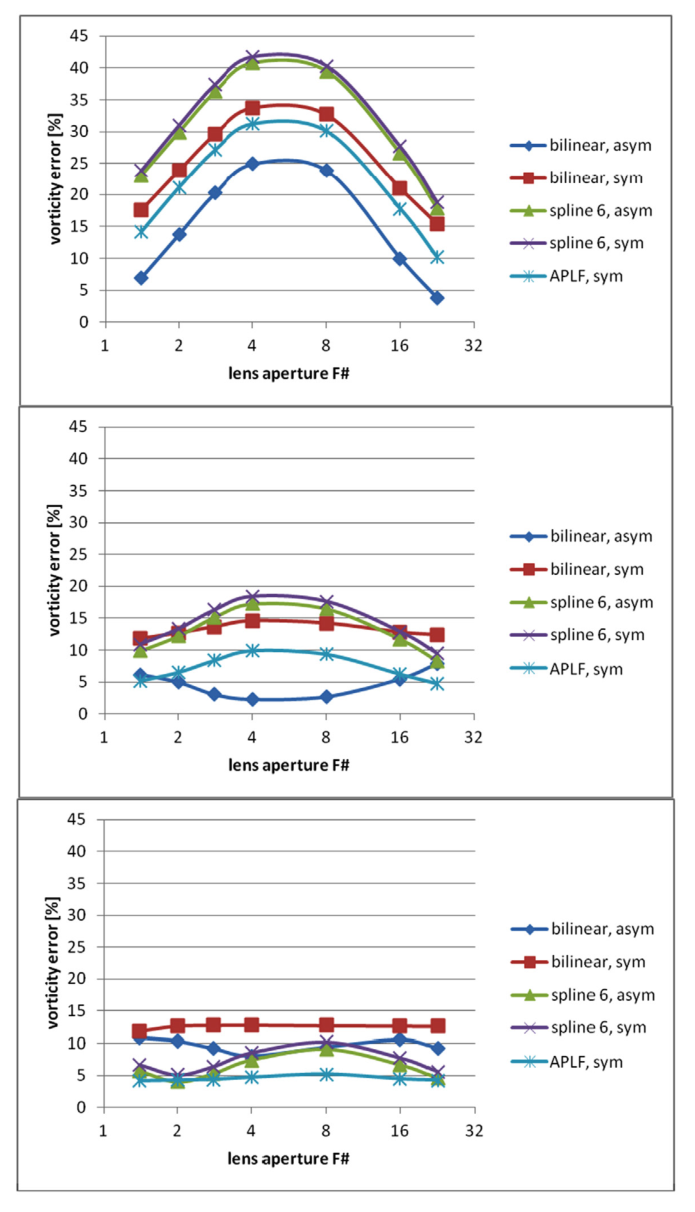 45
40
35
30
25
20
15
10
5
0
vorticity error [%]
1 2 4 8 16 32
lens aperture F#
bilinear, asym
bilinear, sym
spline 6, asym
spline 6, sym
APLF, sym
45
40
35
30
25
20
15
10
5
0
vorticity error [%]
1 2 4 8 16 32
lens aperture F#
bilinear, asym
bilinear, sym
spline 6, asym
spline 6, sym
APLF, sym
45
40
35
30
25
20
15
10
5
0
vorticity error [%]
1 2 4 8 16 32
lens aperture F#
bilinear, asym
bilinear, sym
spline 6, asym
spline 6, sym
APLF, sym